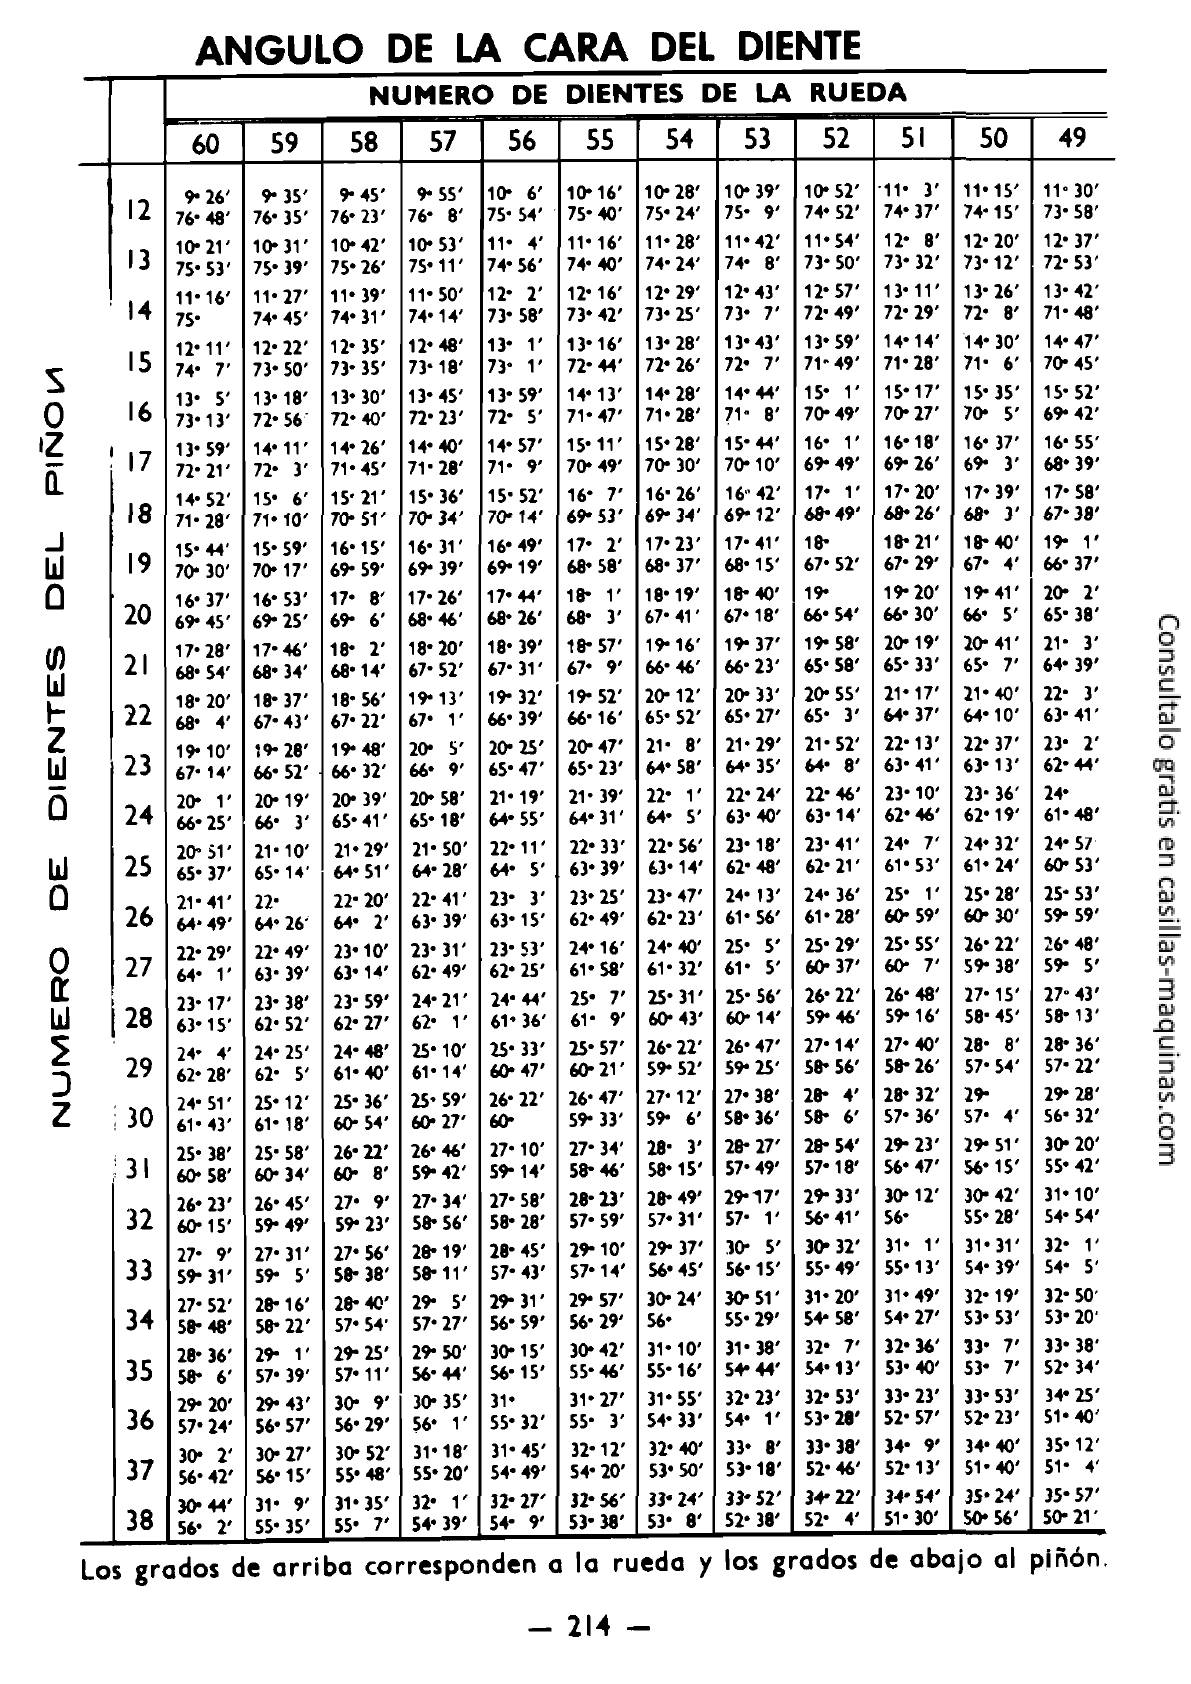 ANGULO DE LA CARA DEL DIENTE
NUMERO DE DIENTES DE LA RUEDA
60 59 58 57 56 55 54 53 52 51 50 49
NUMERO DE DIENTES DEL PIÑON
12 9° 26′ 9° 35′ 9° 45′ 9° 55′ 10° 6′ 10° 16′ 10° 28′ 10° 39′ 10° 52′ 11° 3′ 11° 15′ 11° 30′
76° 48′ 76° 35′ 76° 23′ 76° 8′ 75° 54′ 75° 40′ 75° 24′ 75° 9′ 74° 52′ 74° 37′ 74° 15′ 73° 58′
13 10° 21′ 10° 31′ 10° 42′ 10° 53′ 11° 4′ 11° 16′ 11° 28′ 11° 42′ 11° 54′ 12° 8′ 12° 20′ 12° 37′
75° 53′ 75° 39′ 75° 26′ 75° 11′ 74° 56′ 74° 40′ 74° 24′ 74° 8′ 73° 50′ 73° 32′ 73° 12′ 72° 53′
14 11° 16′ 11° 27′ 11° 39′ 11° 50′ 12° 2′ 12° 16′ 12° 29′ 12° 43′ 12° 57′ 13° 11′ 13° 26′ 13° 42′
75° 74° 45′ 74° 31′ 74° 14′ 73° 58′ 73° 42′ 73° 25′ 73° 7′ 72° 49′ 72° 29′ 72° 8′ 71° 48′
15 12° 11′ 12° 22′ 12° 35′ 12° 48′ 13° 1′ 13° 16′ 13° 28′ 13° 43′ 13° 59′ 14° 14′ 14° 30′ 14° 47′
74° 7′ 73° 50′ 73° 35′ 73° 18′ 73° 1′ 72° 44′ 72° 26′ 72° 7′ 71° 49′ 71° 28′ 71° 6′ 70° 45′
16 13° 5′ 13° 18′ 13° 30′ 13° 45′ 13° 59′ 14° 13′ 14° 28′ 14° 44′ 15° 1′ 15° 17′ 15° 35′ 15° 52′
73° 13′ 72° 56′ 72° 40′ 72° 23′ 72° 5′ 71° 47′ 71° 28′ 71° 8′ 70° 49′ 70° 27′ 70° 5′ 69° 42′
17 13° 59′ 14° 11′ 14° 26′ 14° 40′ 14° 57′ 15° 11′ 15° 28′ 15° 44′ 16° 1′ 16° 18′ 16° 37′ 16° 55′
72° 21′ 72° 3′ 71° 45′ 71° 28′ 71° 9′ 70° 49′ 70° 30′ 70° 10′ 69° 49′ 69° 26′ 69° 3′ 68° 39′
18 14° 52′ 15° 6′ 15° 21′ 15° 36′ 15° 52′ 16° 7′ 16° 26′ 16° 42′ 17° 1′ 17° 20′ 17° 39′ 17° 58′
71° 28′ 71° 10′ 70° 51′ 70° 34′ 70° 14′ 69° 53′ 69° 34′ 69° 12′ 68° 49′ 68° 26′ 68° 3′ 67° 38′
19 15° 44′ 15° 59′ 16° 15′ 16° 31′ 16° 49′ 17° 2′ 17° 23′ 17° 41′ 18° 18° 21′ 18° 40′ 19° 1′
70° 30′ 70° 17′ 69° 59′ 69° 39′ 69° 19′ 68° 58′ 68° 37′ 68° 15′ 67° 52′ 67° 29′ 67° 4′ 66° 37′
20 16° 37′ 16° 53′ 17° 8′ 17° 26′ 17° 44′ 18° 1′ 18° 19′ 18° 40′ 19° 19° 20′ 19° 41′ 20° 2′
69° 45′ 69° 25′ 69° 6′ 68° 46′ 68° 26′ 68° 3′ 67° 41′ 67° 18′ 66° 54′ 66° 30′ 66° 5′ 65° 38′
21 17° 28′ 17° 46′ 18° 2′ 18° 20′ 18° 39′ 18° 57′ 19° 16′ 19° 37′ 19° 58′ 20° 19′ 20° 41′ 21° 3′
68° 54′ 68° 34′ 68° 14′ 67° 52′ 67° 31′ 67° 9′ 66° 46′ 66° 23′ 65° 58′ 65° 33′ 65° 7′ 64° 39′
22 18° 20′ 18° 37′ 18° 56′ 19° 13′ 19° 32′ 19° 52′ 20° 12′ 20° 33′ 20° 55′ 21° 17′ 21° 40′ 22° 3′
68° 4′ 67° 43′ 67° 22′ 67° 1′ 66° 39′ 66° 16′ 65° 52′ 65° 27′ 65° 3′ 64° 37′ 64° 10′ 63° 41′
23 19° 10′ 19° 28′ 19° 48′ 20° 5′ 20° 25′ 20° 47′ 21° 8′ 21° 29′ 21° 52′ 22° 13′ 22° 37′ 23° 2′
67° 14′ 66° 52′ 66° 32′ 66° 9′ 65° 47′ 65° 23′ 64° 58′ 64° 35′ 64° 8′ 63° 41′ 63° 13′ 62° 44′
24 20° 1′ 20° 19′ 20° 39′ 20° 58′ 21° 19′ 21° 39′ 22° 1′ 22° 24′ 22° 46′ 23° 10′ 23° 36′ 24°
66° 25′ 66° 3′ 65° 41′ 65° 18′ 64° 55′ 64° 31′ 64° 5′ 63° 40′ 63° 14′ 62° 46′ 62° 19′ 61° 48′
25 20° 51′ 21° 10′ 21° 29′ 21° 50′ 22° 11′ 22° 33′ 22° 56′ 23° 18′ 23° 41′ 24° 7′ 24° 32′ 24° 57
65° 37′ 65° 14′ 64° 51′ 64° 28′ 64° 5′ 63° 39′ 63° 14′ 62° 48′ 62° 21′ 61° 53′ 61° 24′ 60° 53′
26 21° 41′ 22° 22° 20′ 22° 41′ 23° 3′ 23° 25′ 23° 47′ 24° 13′ 24° 36′ 25° 1′ 25° 28′ 25° 53′
64° 49′ 64° 26′ 64° 2′ 63° 39′ 63° 15′ 62° 49′ 62° 23′ 61° 56′ 61° 28′ 60° 59′ 60° 30′ 59° 59′
27 22° 29′ 22° 49′ 23° 10′ 23° 31′ 23° 53′ 24° 16′ 24° 40′ 25° 5′ 25° 29′ 25° 55′ 26° 22′ 26° 48′
64° 1′ 63° 39′ 63° 14′ 62° 49′ 62° 25′ 61° 58′ 61° 32′ 61° 5′ 60° 37′ 60° 7′ 59° 38′ 59° 5′
28 23° 17′ 23° 38′ 23° 59′ 24° 21′ 24° 44′ 25° 7′ 25° 31′ 25° 56′ 26° 22′ 26° 48′ 27° 15′ 27° 43′
63° 15′ 62° 52′ 62° 27′ 62° 1′ 61° 36′ 61° 9′ 60° 43′ 60° 14′ 59° 46′ 59° 16′ 58° 45′ 58° 13′
29 24° 4′ 24° 25′ 24° 48′ 25° 10′ 25° 33′ 25° 57′ 26° 22′ 26° 47′ 27° 14′ 27° 40′ 28° 8′ 28° 36′
62° 28′ 62° 5′ 61° 40′ 61° 14′ 60° 47′ 60° 21′ 59° 52′ 59° 25′ 58° 56′ 58° 26′ 57° 54′ 57° 22′
30 24° 51′ 25° 12′ 25° 36′ 25° 59′ 26° 22′ 26° 47′ 27° 12′ 27° 38′ 28° 4′ 28° 32′ 29° 29° 28′
61° 43′ 61° 18′ 60° 54′ 60° 27′ 60° 59° 33′ 59° 6′ 58° 36′ 58° 6′ 57° 36′ 57° 4′ 56° 32′
31 25° 38′ 25° 58′ 26° 22′ 26° 46′ 27° 10′ 27° 34′ 28° 3′ 28° 27′ 28° 54′ 29° 23′ 29° 51′ 30° 20′
60° 58′ 60° 34′ 60° 8′ 59° 42′ 59° 14′ 58° 46′ 58° 15′ 57° 49′ 57° 18′ 56° 47′ 56° 15′ 55° 42′
32 26° 23′ 26° 45′ 27° 9′ 27° 34′ 27° 58′ 28° 23′ 28° 49′ 29° 17′ 29° 33′ 30° 12′ 30° 42′ 31° 10′
60° 15′ 59° 49′ 59° 23′ 58° 56′ 58° 28′ 57° 59′ 57° 31′ 57° 1′ 56° 41′ 56° 55° 28′ 54° 54′
33 27° 9′ 27° 31′ 27° 56′ 28° 19′ 28° 45′ 29° 10′ 29° 37′ 30° 5′ 30° 32′ 31° 1′ 31° 31′ 32° 1′
59° 31′ 59° 5′ 58° 38′ 58° 11′ 57° 43′ 57° 14′ 56° 45′ 56° 15′ 55° 49′ 55° 13′ 54° 39′ 54° 5′
34 27° 52′ 28° 16′ 28° 40′ 29° 5′ 29° 31′ 29° 57′ 30° 24′ 30° 51′ 31° 20′ 31° 49′ 32° 19′ 32° 50′
58° 48′ 58° 22′ 57° 54′ 57° 27′ 56° 59′ 56° 29′ 56° 55° 29′ 54° 58′ 54° 27′ 53° 53′ 53° 20′
35 28° 36′ 29° 1′ 29° 25′ 29° 50′ 30° 15′ 30° 42′ 31° 10′ 31° 38′ 32° 7′ 32° 36′ 33° 7′ 33° 38′
58° 6′ 57° 39′ 57° 11′ 56° 44′ 56° 15′ 55° 46′ 55° 16′ 54° 44′ 54° 13′ 53° 40′ 53° 7′ 52° 34′
36 29° 20′ 29° 43′ 30° 9′ 30° 35′ 31° 31° 27′ 31° 55′ 32° 23′ 32° 53′ 33° 23′ 33° 53′ 34° 25′
57° 24′ 56° 57′ 56° 29′ 56° 1′ 55° 32′ 55° 3′ 54° 33′ 54° 1′ 53° 28′ 52° 57′ 52° 23′ 51° 40′
37 30° 2′ 30° 27′ 30° 52′ 31° 18′ 31° 45′ 32° 12′ 32° 40′ 33° 8′ 33° 38′ 34° 9′ 34° 40′ 35° 12′
56° 42′ 56° 15′ 55° 48′ 55° 20′ 54° 49′ 54° 20′ 53° 50′ 53° 18′ 52° 46′ 52° 13′ 51° 40′ 51° 4′
38 30° 44′ 31° 9′ 31° 35′ 32° 1′ 32° 27′ 32° 56′ 33° 24′ 33° 52′ 34° 22′ 34° 54′ 35° 24′ 35° 57′
56° 2′ 55° 35′ 55° 7′ 54° 39′ 54° 9′ 53° 38′ 53° 8′ 52° 38′ 52° 4′ 51° 30′ 50° 56′ 50° 21′
Los grados de arriba corresponden a la rueda y los grados de abajo al piñón.
— 214 —
Consultalo gratis en casillas-maquinas.com